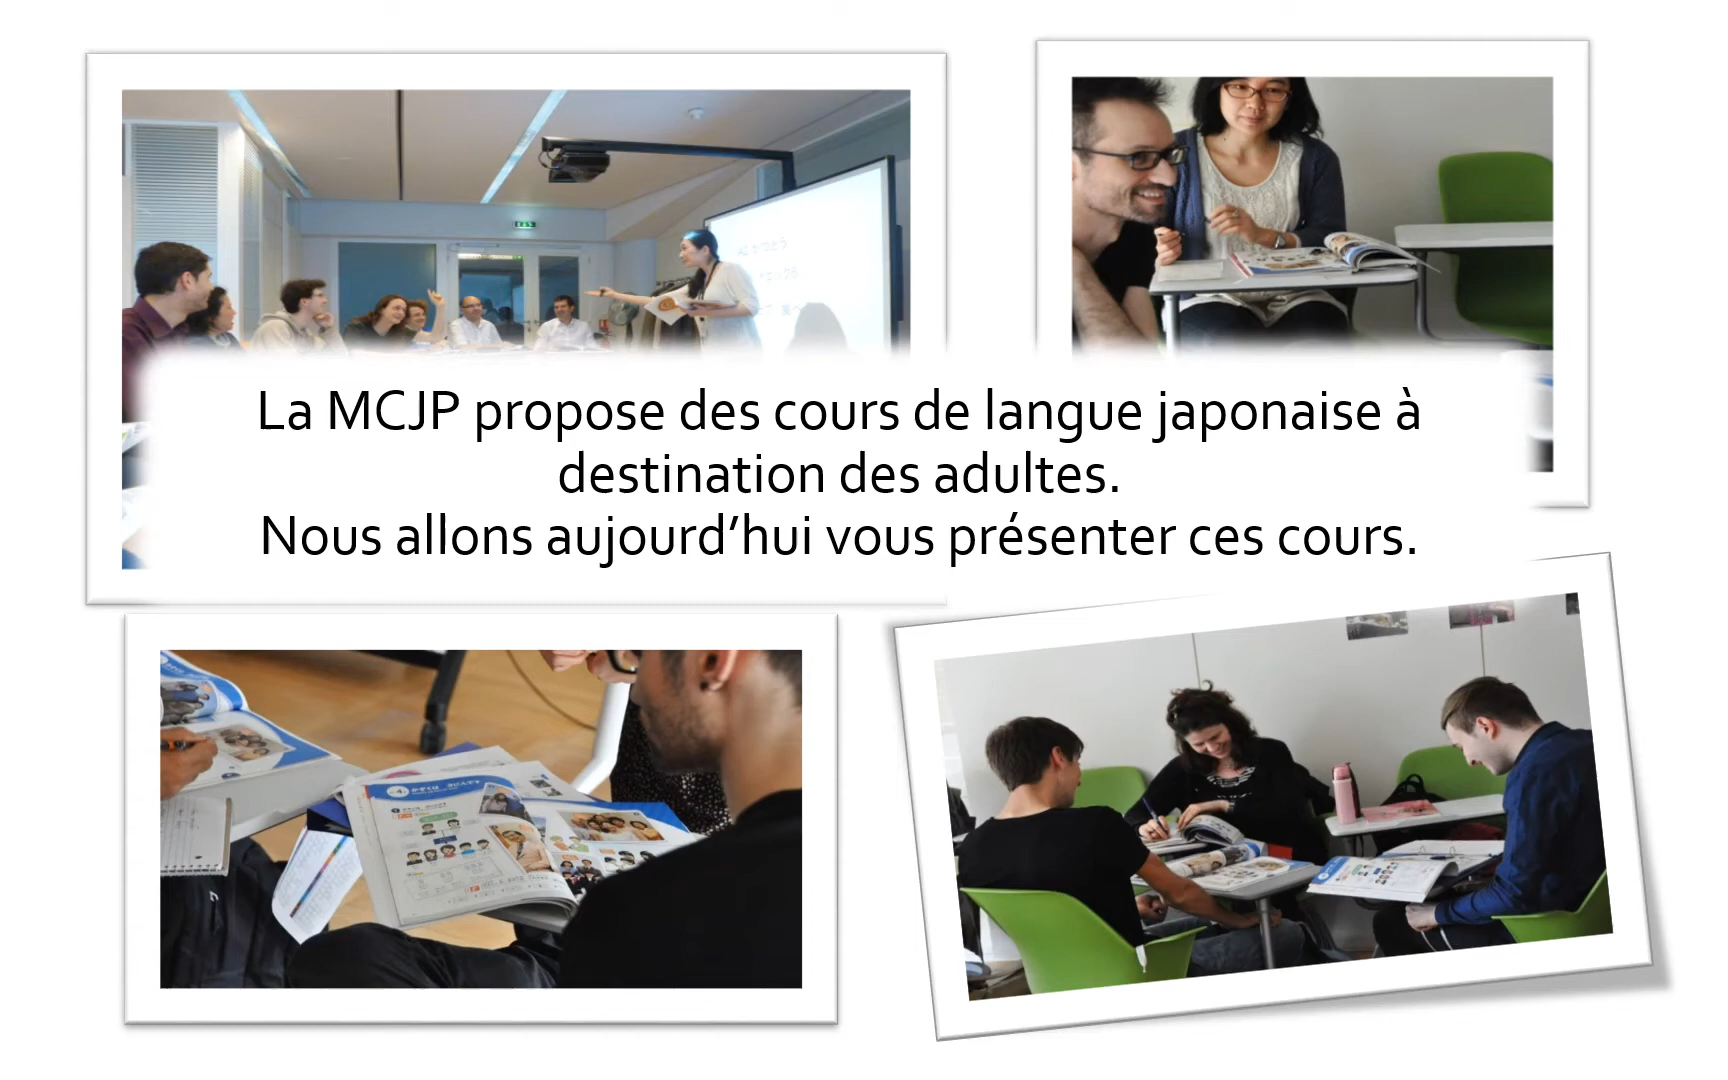 La MCJP propose des cours de langue japonaise à
destination des adultes.
Nous allons aujourd’hui vous présenter ces cours.